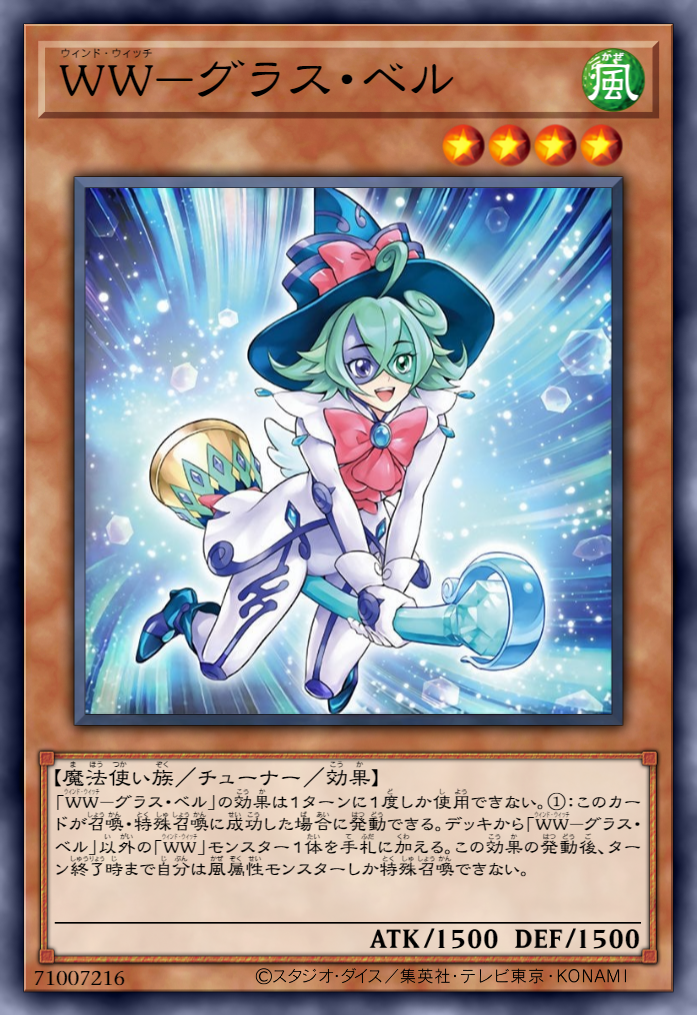 ウィンド・ウィッチ
WW－グラス・ベル
かぜ
風
【魔法使い族／チューナー／効果】
「WW－グラス・ベル」の効果は１ターンに１度しか使用できない。①：このカー
ドが召喚・特殊召喚に成功した場合に発動できる。デッキから「WW－グラス・
ベル」以外の「WW」モンスター１体を手札に加える。この効果の発動後、ター
ン終了時まで自分は風属性モンスターしか特殊召喚できない。
ATK/1500 DEF/1500
71007216 ©スタジオ・ダイス／集英社・テレビ東京・KONAMI